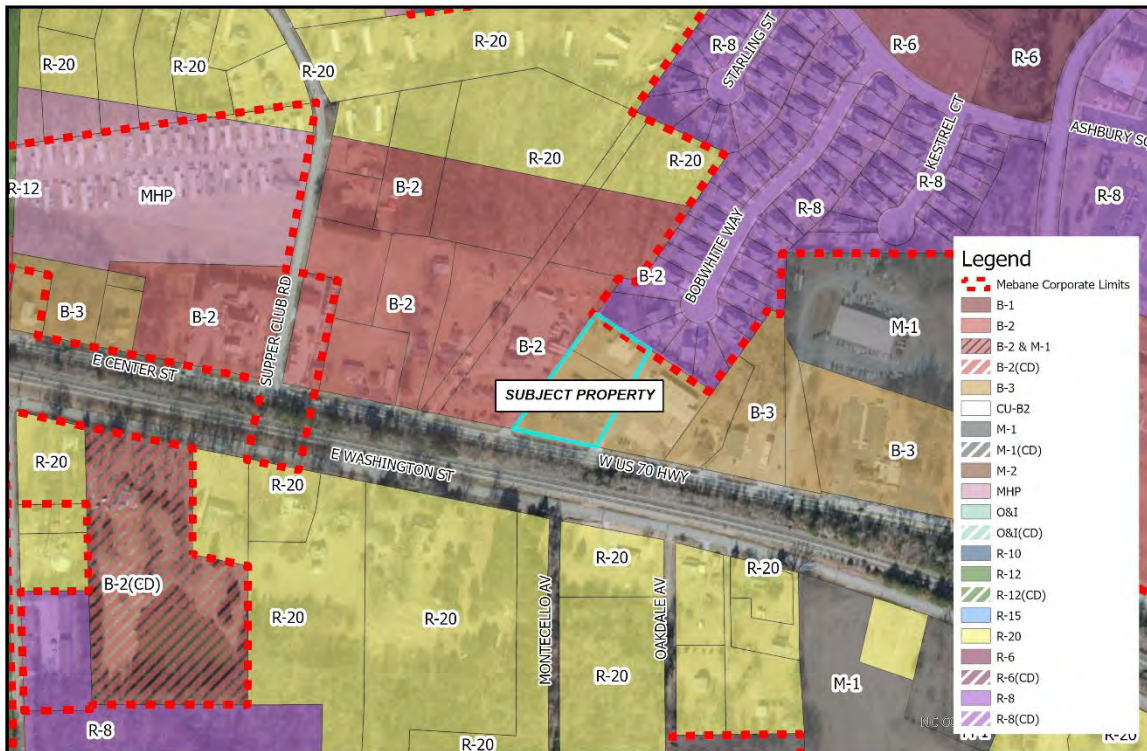 R-20
R-20
R-20
R-20
R-8
STARLING ST
R-6
R-6
KESTREL CT
ASHBURY
R-12
MHP
B-2
R-20
R-20
R-8
R-8
R-8
BOBWHITE WAY
B-2
B-3
B-2
SUPPER CLUB RD
B-2
B-2
M-1
E CENTER ST
SUBJECT PROPERTY
B-3
B-3
W US 70 HWY
E WASHINGTON ST
R-20
R-20
R-20
R-20
B-2(CD)
R-20
R-20
MONTECELLO AV
R-20
OAKDALE AV
M-1
R-8
R-20
R-20
Legend
Mebane Corporate Limits
B-1
B-2
B-2 & M-1
B-2(CD)
B-3
CU-B2
M-1
M-1(CD)
M-2
MHP
O&I
O&I(CD)
R-10
R-12
R-12(CD)
R-15
R-20
R-6
R-6(CD)
R-8
R-8(CD)